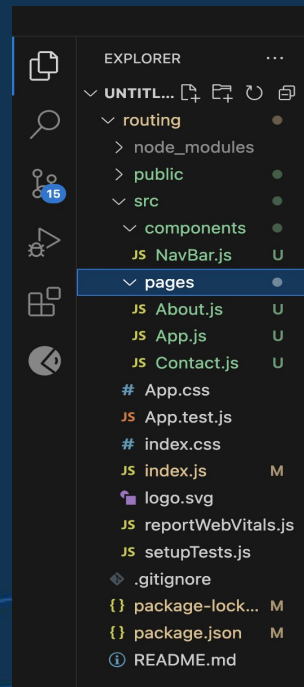 EXPLORER ...
UNTITL...
routing
node_modules
public
src
components
JS NavBar.js U
pages
JS About.js U
JS App.js U
JS Contact.js U
# App.css
JS App.test.js
# index.css
JS index.js M
logo.svg
JS reportWebVitals.js
JS setupTests.js
.gitignore
{} package-lock... M
{} package.json M
README.md
15